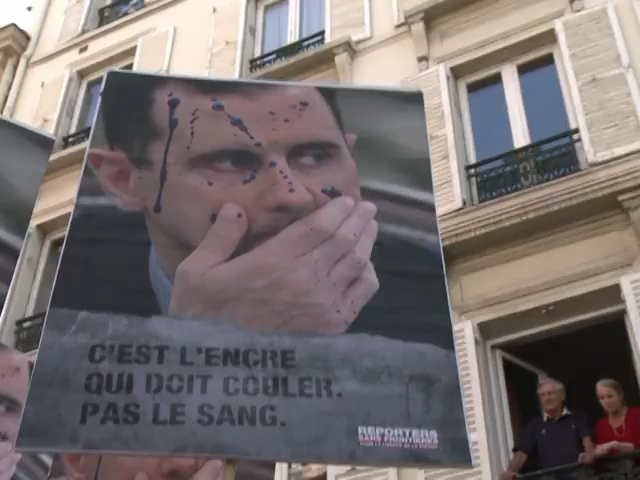 C'EST L'ENCRE
QUI DOIT COULER.
PAS LE SANG.
REPORTERS
SANS FRONTIÈRES